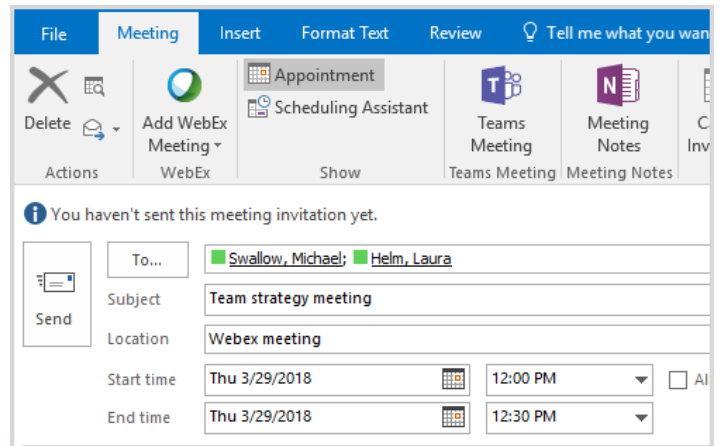 File Meeting Insert Format Text Review Tell me what you wan
Appointment
Scheduling Assistant
Delete
Add WebEx
Meeting
Teams
Meeting
Meeting
Notes
Actions WebEx Show Teams Meeting Meeting Notes
You haven't sent this meeting invitation yet.
Send
To... Swallow, Michael; Helm, Laura
Subject Team strategy meeting
Location Webex meeting
Start time Thu 3/29/2018 12:00 PM
End time Thu 3/29/2018 12:30 PM